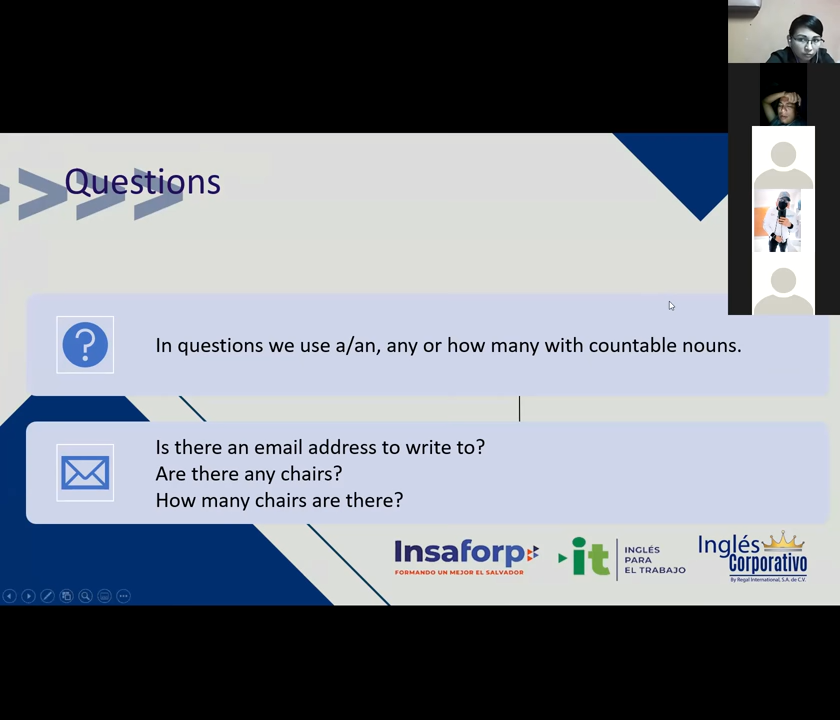 Questions
In questions we use a/an, any or how many with countable nouns.
Is there an email address to write to?
Are there any chairs?
How many chairs are there?
Insaforp
FORMANDO UN MEJOR EL SALVADOR
it
INGLÉS
PARA
EL TRABAJO
Inglés
Corporativo
By Regal International, S.A. de C.V.